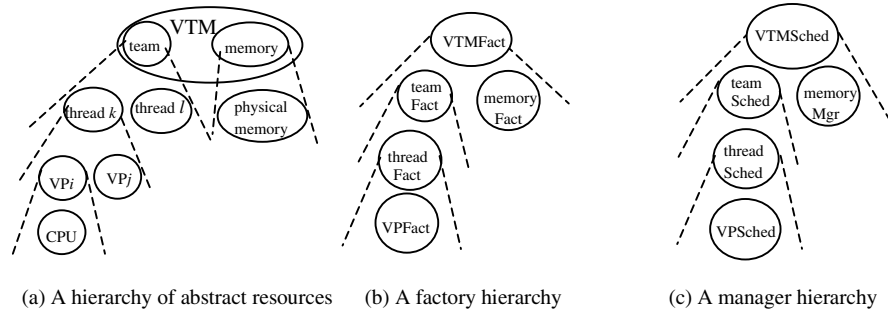 VTM
team
memory
thread k
thread l
physical
memory
VPi
VPj
CPU
(a) A hierarchy of abstract resources
VTMFact
team
Fact
memory
Fact
thread
Fact
VPFact
(b) A factory hierarchy
VTMSched
team
Sched
memory
Mgr
thread
Sched
VPSched
(c) A manager hierarchy